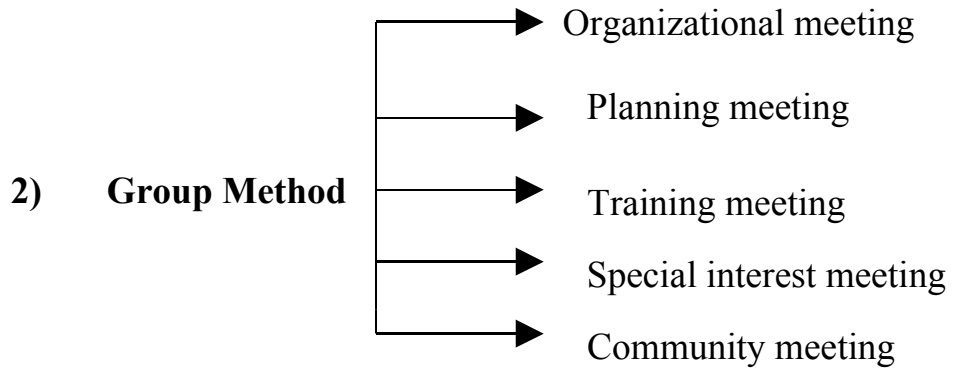 Organizational meeting
Planning meeting
2) Group Method
Training meeting
Special interest meeting
Community meeting